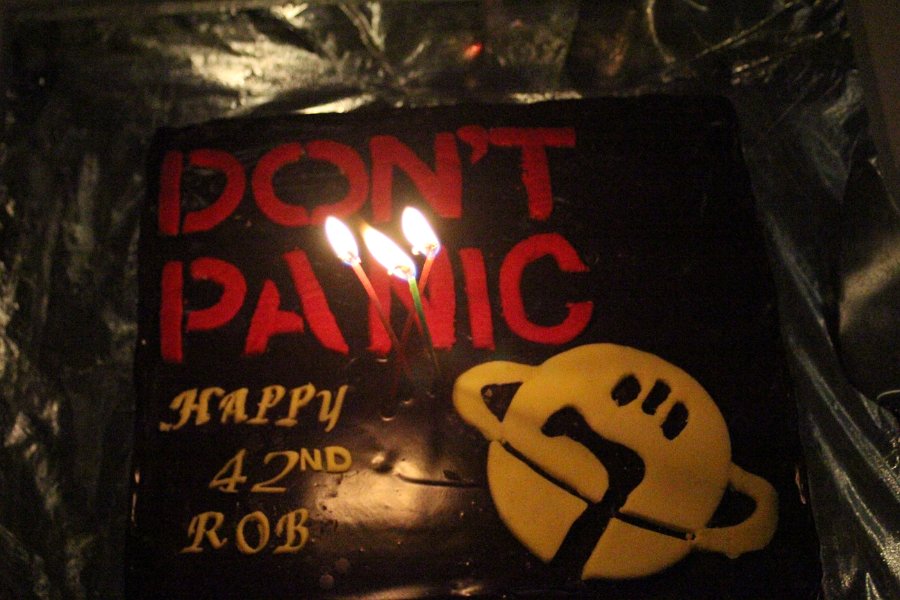 DON'T
PANIC
HAPPY
42ND
ROB